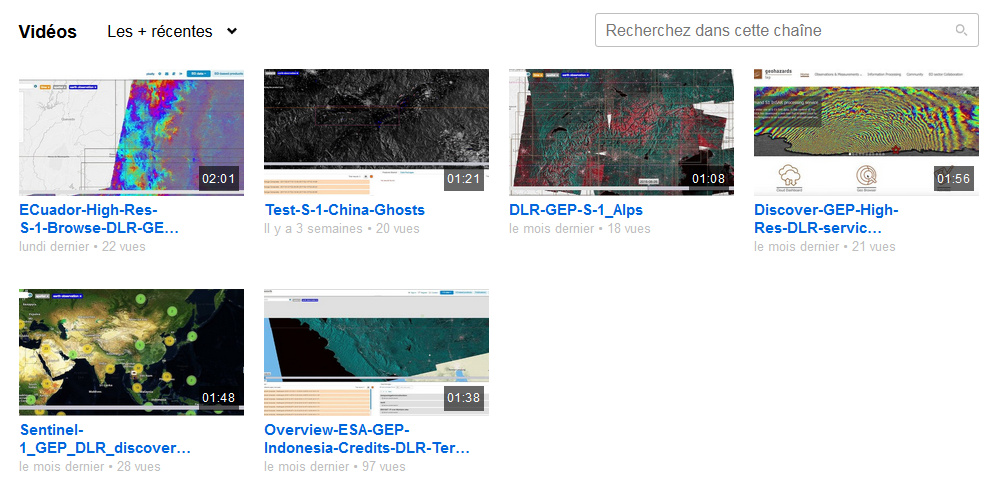 Vidéos
Les + récentes
Recherchez dans cette chaîne
02:01
ECuador-High-Res-
S-1-Browse-DLR-GE…
lundi dernier • 22 vues
01:21
Test-S-1-China-Ghosts
Il y a 3 semaines • 20 vues
01:08
DLR-GEP-S-1_Alps
le mois dernier • 18 vues
geohazards
01:56
Discover-GEP-High-
Res-DLR-servic…
le mois dernier • 21 vues
01:48
Sentinel-
1_GEP_DLR_discover…
le mois dernier • 28 vues
01:38
Overview-ESA-GEP-
Indonesia-Credits-DLR-Ter…
le mois dernier • 97 vues